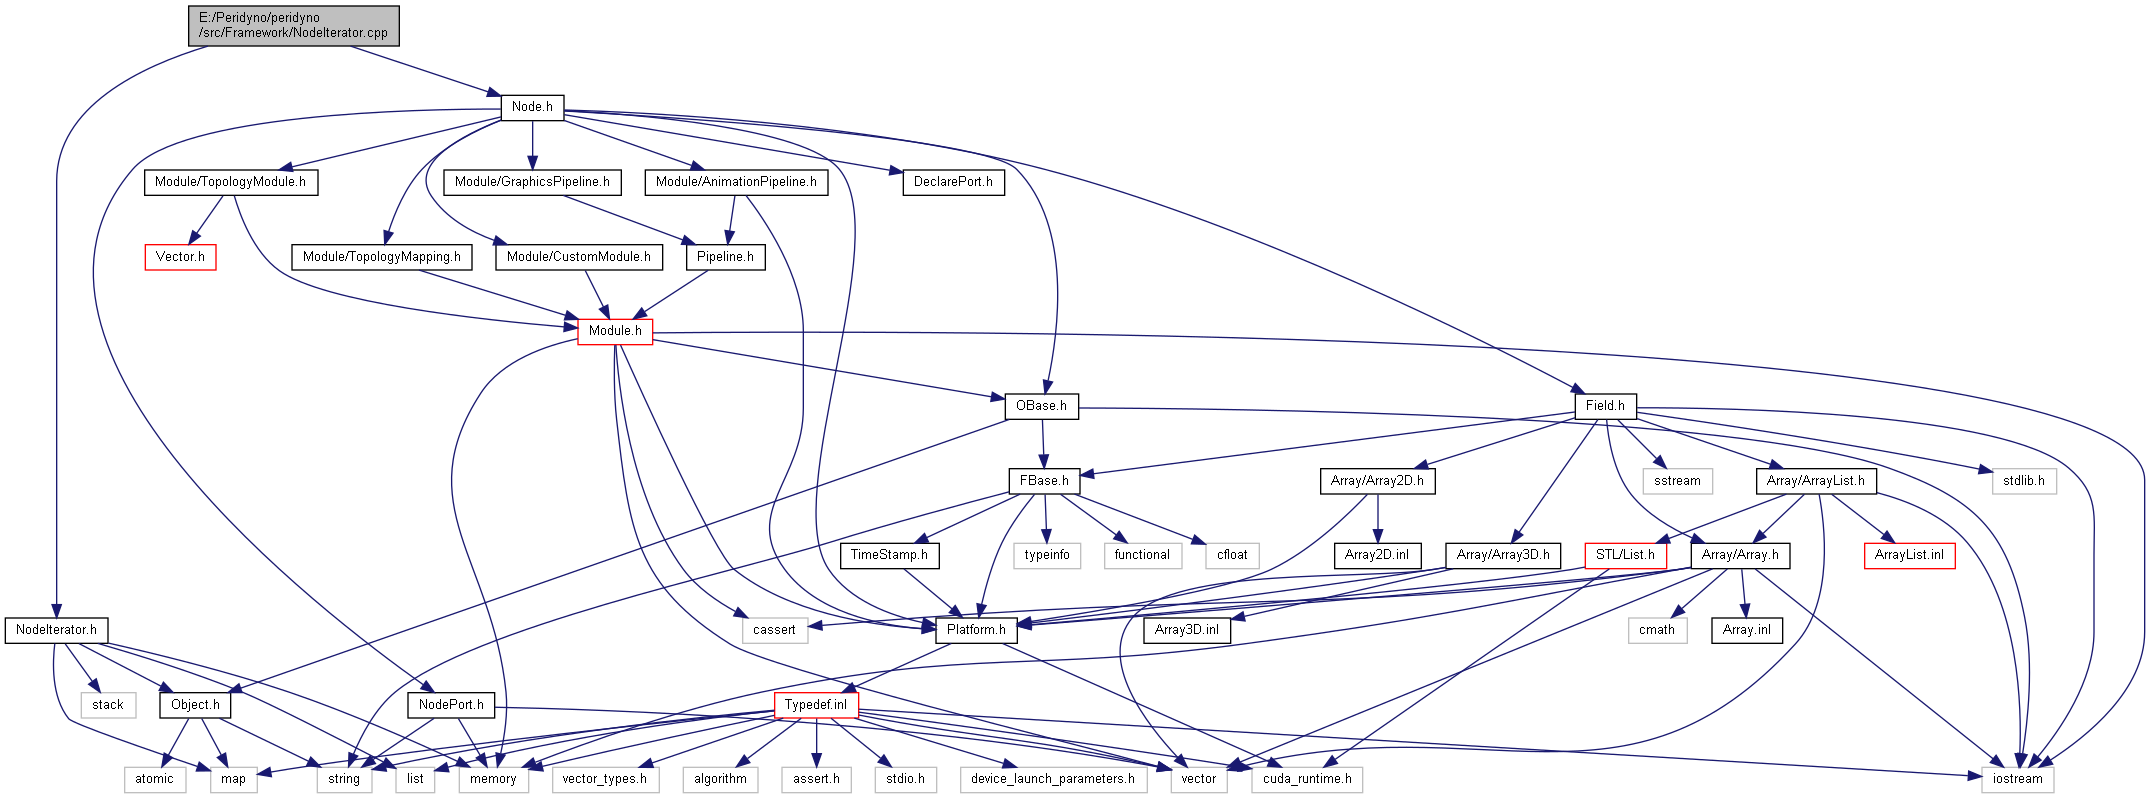 E:/Peridyno/peridyno
/src/Framework/NodeIterator.cpp
Node.h
Module/TopologyModule.h
Module/GraphicsPipeline.h
Module/AnimationPipeline.h
DeclarePort.h
Vector.h
Module/TopologyMapping.h
Module/CustomModule.h
Pipeline.h
Module.h
OBase.h
Field.h
FBase.h
Array/Array2D.h
sstream
Array/ArrayList.h
stdlib.h
TimeStamp.h
typeinfo
functional
cfloat
Array2D.inl
Array/Array3D.h
STL/List.h
Array/Array.h
ArrayList.inl
NodeIterator.h
cassert
Platform.h
Array3D.inl
cmath
Array.inl
stack
Object.h
NodePort.h
Typedef.inl
atomic
map
string
list
memory
vector_types.h
algorithm
assert.h
stdio.h
device_launch_parameters.h
vector
cuda_runtime.h
iostream